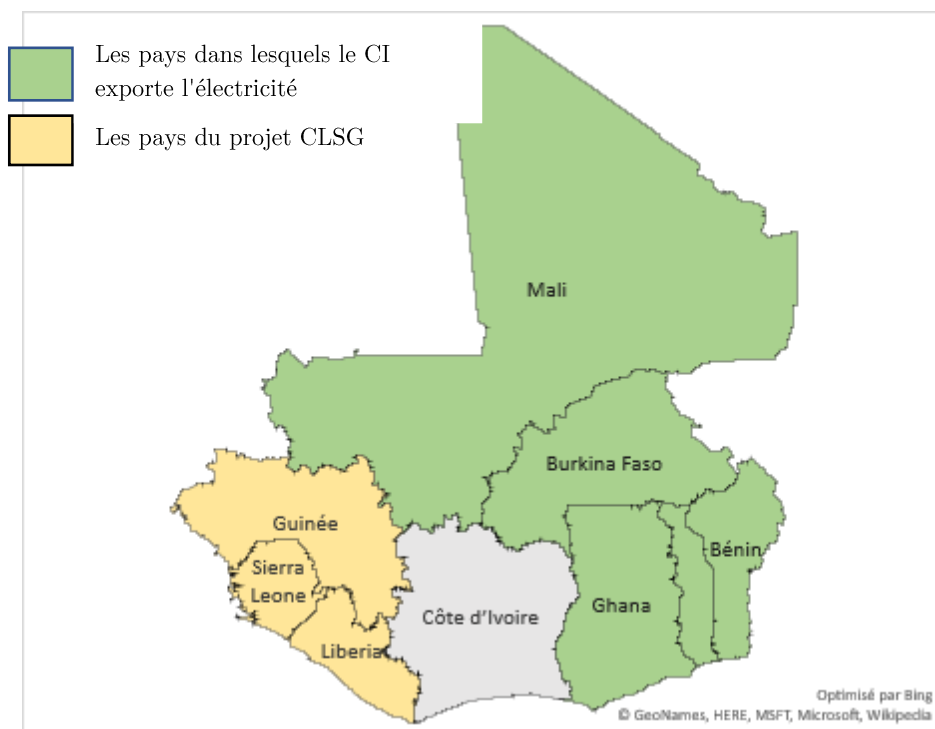 Les pays dans lesquels le CI
exporte l'électricité
Les pays du projet CLSG
Mali
Burkina Faso
Guinée
Bénin
Sierra
Leone
Ghana
Côte d'Ivoire
Liberia
Optimisé par Bing
© GeoNames, HERE, MSFT, Microsoft, Wikipedia